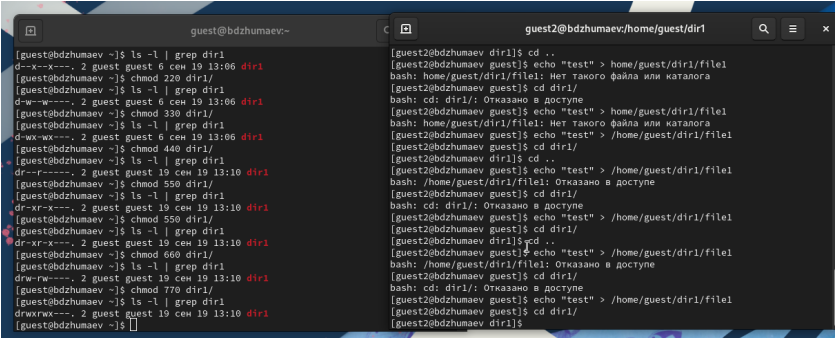 guest@bdzhumaev:~
[guest@bdzhumaev ~]$ ls -l | grep dir1
d--x--x---. 2 guest guest 6 сен 19 13:06 dir1
[guest@bdzhumaev ~]$ chmod 220 dir1/
[guest@bdzhumaev ~]$ ls -l | grep dir1
d-w--w----. 2 guest guest 6 сен 19 13:06 dir1
[guest@bdzhumaev ~]$ chmod 330 dir1/
[guest@bdzhumaev ~]$ ls -l | grep dir1
d-wx-wx---. 2 guest guest 6 сен 19 13:06 dir1
[guest@bdzhumaev ~]$ chmod 440 dir1/
[guest@bdzhumaev ~]$ ls -l | grep dir1
dr--r-----. 2 guest guest 19 сен 19 13:10 dir1
[guest@bdzhumaev ~]$ chmod 550 dir1/
[guest@bdzhumaev ~]$ ls -l | grep dir1
dr-xr-x---. 2 guest guest 19 сен 19 13:10 dir1
[guest@bdzhumaev ~]$ chmod 550 dir1/
[guest@bdzhumaev ~]$ ls -l | grep dir1
dr-xr-x---. 2 guest guest 19 сен 19 13:10 dir1
[guest@bdzhumaev ~]$ chmod 660 dir1/
[guest@bdzhumaev ~]$ ls -l | grep dir1
drw-rw----. 2 guest guest 19 сен 19 13:10 dir1
[guest@bdzhumaev ~]$ chmod 770 dir1/
[guest@bdzhumaev ~]$ ls -l | grep dir1
drwxrwx---. 2 guest guest 19 сен 19 13:10 dir1
[guest@bdzhumaev ~]$
guest2@bdzhumaev:/home/guest/dir1
[guest2@bdzhumaev dir1]$ cd ..
[guest2@bdzhumaev guest]$ echo "test" > home/guest/dir1/file1
bash: home/guest/dir1/file1: Нет такого файла или каталога
[guest2@bdzhumaev guest]$ cd dir1/
bash: cd: dir1/: Отказано в доступе
[guest2@bdzhumaev guest]$ echo "test" > home/guest/dir1/file1
bash: home/guest/dir1/file1: Нет такого файла или каталога
[guest2@bdzhumaev guest]$ echo "test" > /home/guest/dir1/file1
[guest2@bdzhumaev guest]$ cd dir1/
[guest2@bdzhumaev dir1]$ cd ..
[guest2@bdzhumaev guest]$ echo "test" > /home/guest/dir1/file1
bash: /home/guest/dir1/file1: Отказано в доступе
[guest2@bdzhumaev guest]$ cd dir1/
bash: cd: dir1/: Отказано в доступе
[guest2@bdzhumaev guest]$ echo "test" > /home/guest/dir1/file1
[guest2@bdzhumaev guest]$ cd dir1/
[guest2@bdzhumaev dir1]$ cd ..
[guest2@bdzhumaev guest]$ echo "test" > /home/guest/dir1/file1
bash: /home/guest/dir1/file1: Отказано в доступе
[guest2@bdzhumaev guest]$ cd dir1/
bash: cd: dir1/: Отказано в доступе
[guest2@bdzhumaev guest]$ echo "test" > /home/guest/dir1/file1
[guest2@bdzhumaev guest]$ cd dir1/
[guest2@bdzhumaev dir1]$